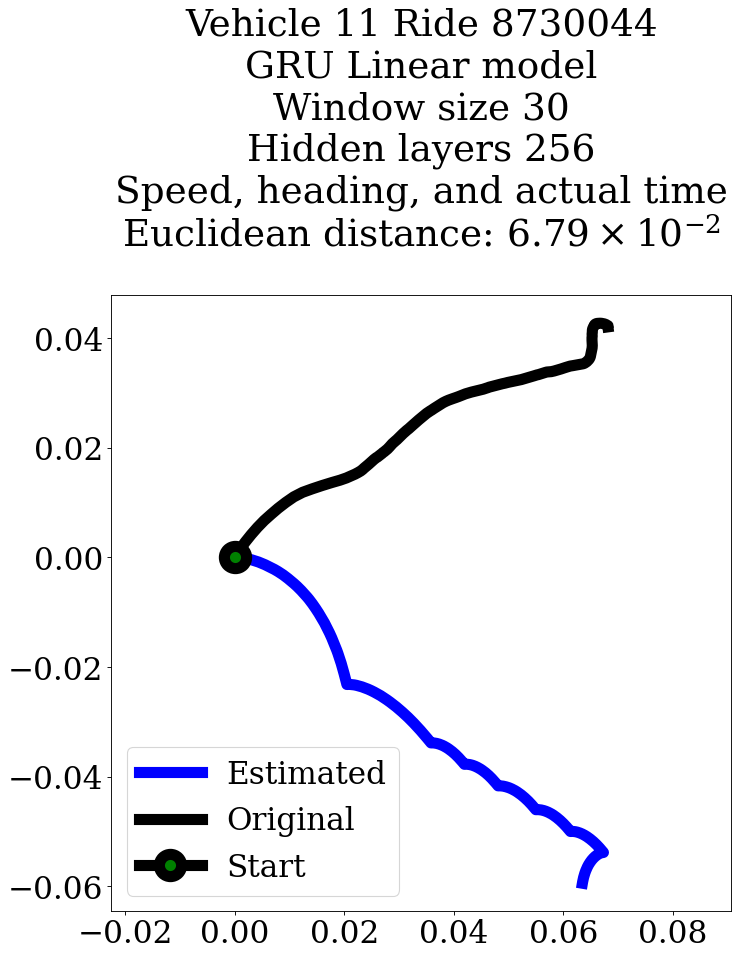 Vehicle 11 Ride 8730044
GRU Linear model
Window size 30
Hidden layers 256
Speed, heading, and actual time
Euclidean distance: 6.79 × 10⁻²
0.04
0.02
0.00
−0.02
−0.04
−0.06
Estimated
Original
Start
−0.02 0.00 0.02 0.04 0.06 0.08